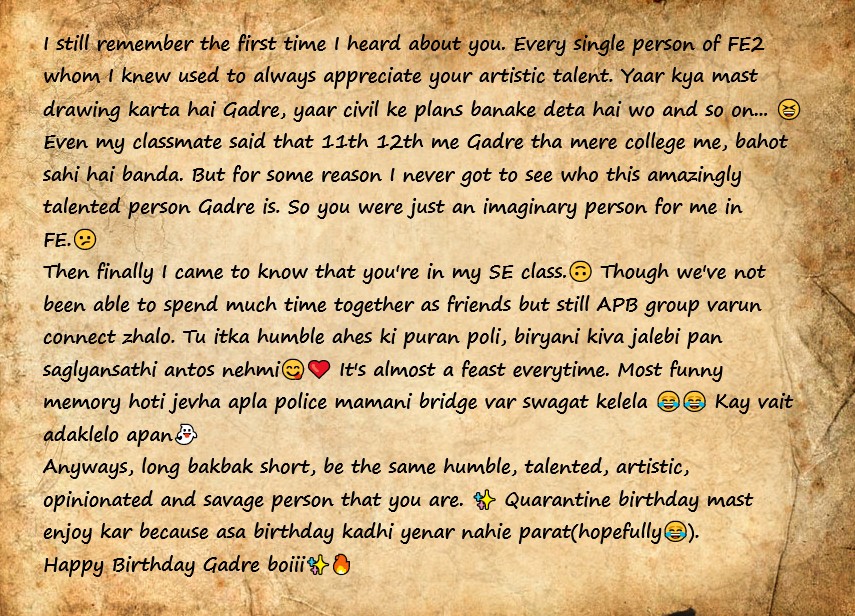 I still remember the first time I heard about you. Every single person of FE2
whom I knew used to always appreciate your artistic talent. Yaar kya mast
drawing karta hai Gadre, yaar civil ke plans banake deta hai wo and so on... 😆
Even my classmate said that 11th 12th me Gadre tha mere college me, bahot
sahi hai banda. But for some reason I never got to see who this amazingly
talented person Gadre is. So you were just an imaginary person for me in
FE.🫤
Then finally I came to know that you're in my SE class.🙃 Though we've not
been able to spend much time together as friends but still APB group varun
connect zhalo. Tu itka humble ahes ki puran poli, biryani kiva jalebi pan
saglyansathi antos nehmi😋❤️ It's almost a feast everytime. Most funny
memory hoti jevha apla police mamani bridge var swagat kelela 😂😂 Kay vait
adaklelo apan👻
Anyways, long bakbak short, be the same humble, talented, artistic,
opinionated and savage person that you are. ✨ Quarantine birthday mast
enjoy kar because asa birthday kadhi yenar nahie parat(hopefully😂).
Happy Birthday Gadre boiii✨🔥